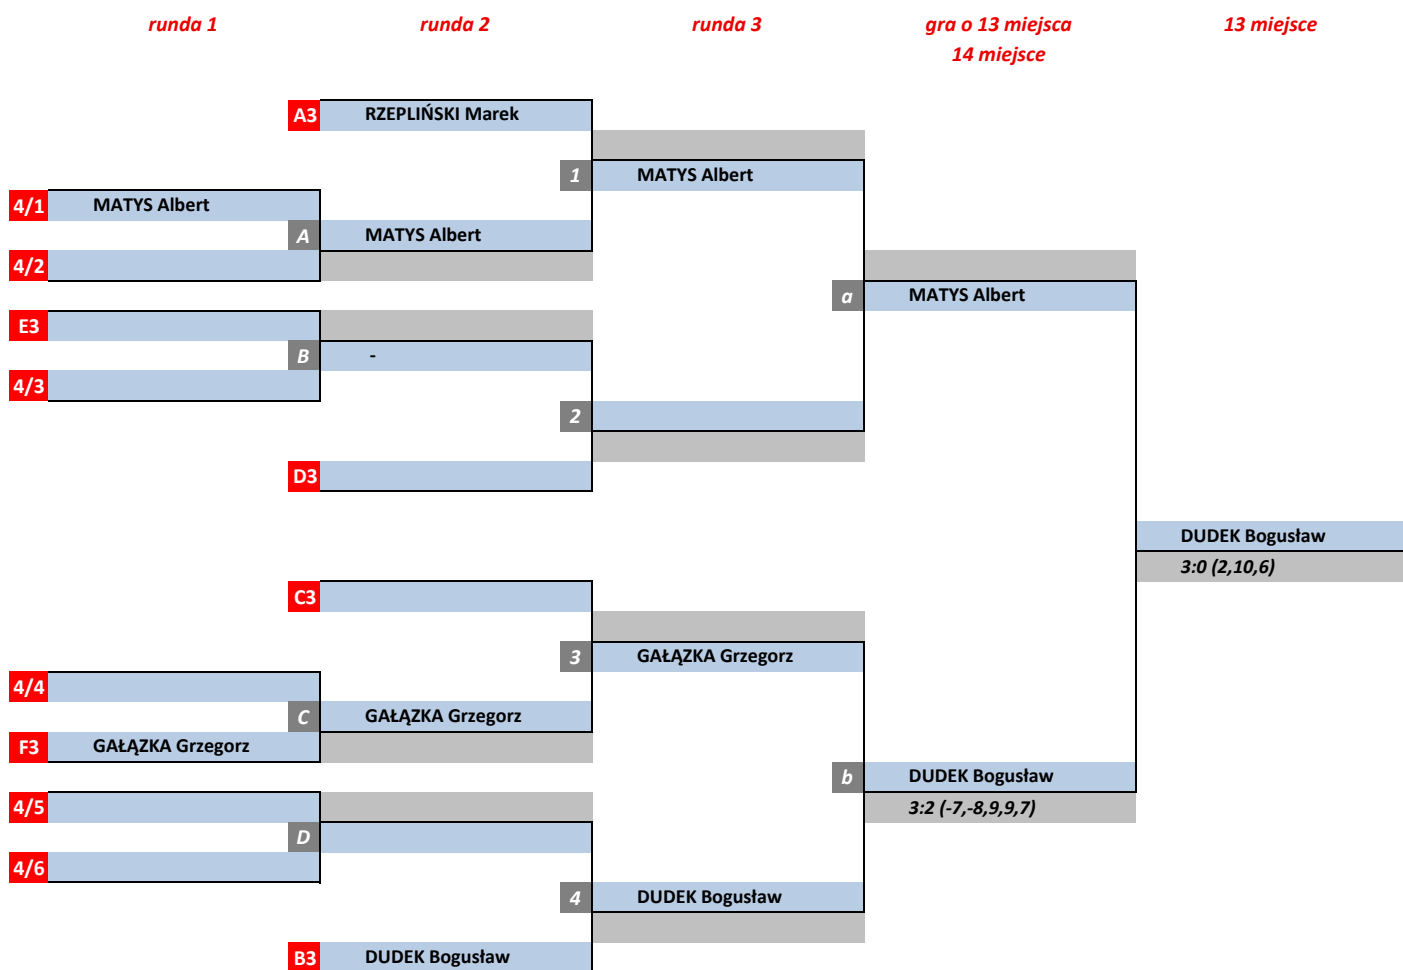 runda 1
runda 2
runda 3
gra o 13 miejsca
13 miejsce
14 miejsce
A3 RZEPLIŃSKI Marek
1 MATYS Albert
4/1 MATYS Albert
A MATYS Albert
4/2
a MATYS Albert
E3
B -
4/3
2
D3
DUDEK Bogusław
3:0 (2,10,6)
C3
3 GAŁĄZKA Grzegorz
4/4
C GAŁĄZKA Grzegorz
F3 GAŁĄZKA Grzegorz
b DUDEK Bogusław
4/5
3:2 (-7,-8,9,9,7)
D
4/6
4 DUDEK Bogusław
B3 DUDEK Bogusław